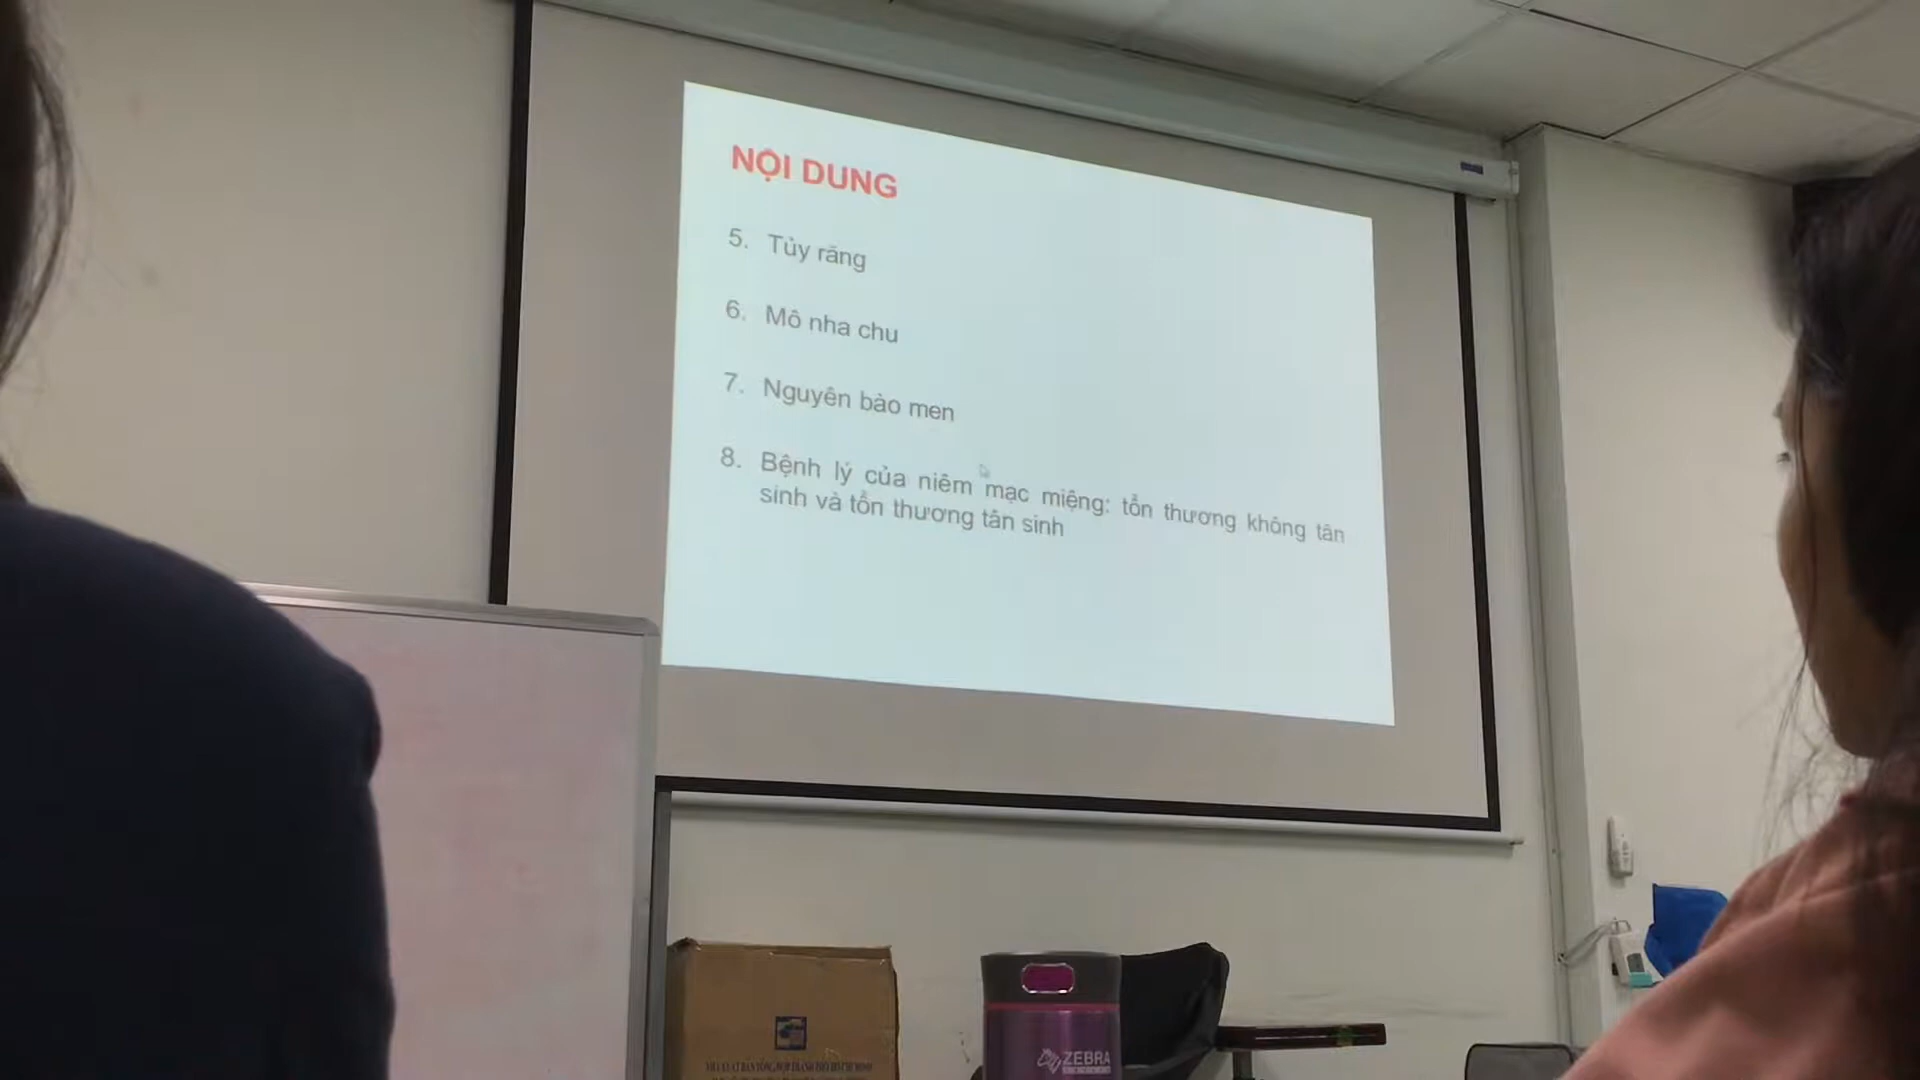 NỘI DUNG
5. Tủy răng
6. Mô nha chu
7. Nguyên bào men
8. Bệnh lý của niêm mạc miệng: tổn thương không tân
sinh và tổn thương tân sinh
ZEBRA